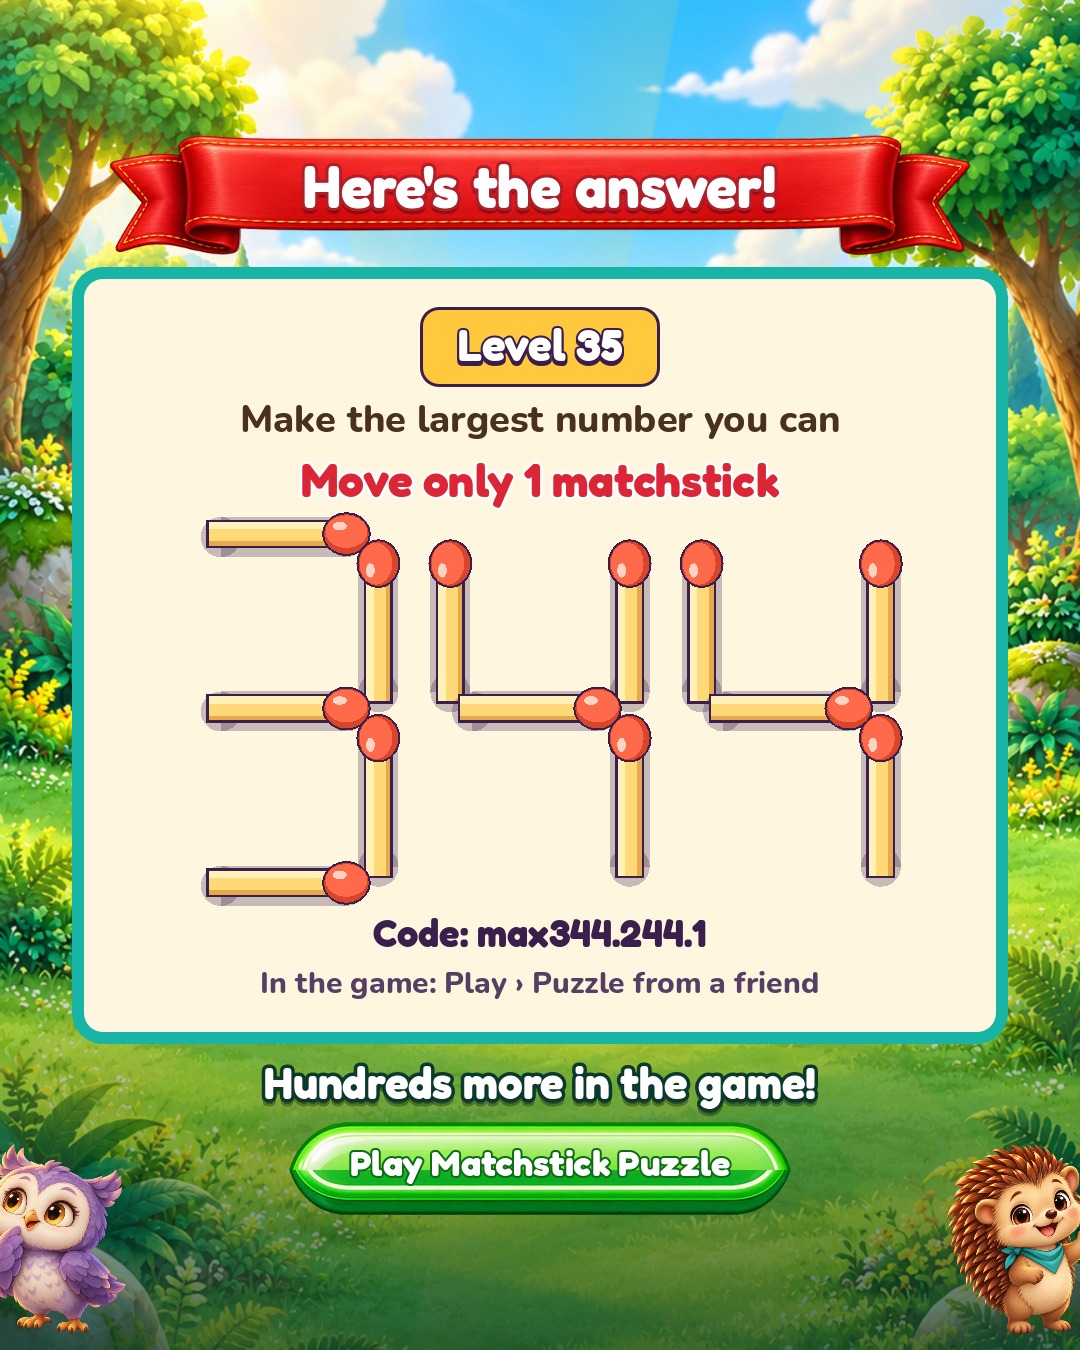 Here's the answer!
Level 35
Make the largest number you can
Move only 1 matchstick
344
Code: max344.244.1
In the game: Play › Puzzle from a friend
Hundreds more in the game!
Play Matchstick Puzzle